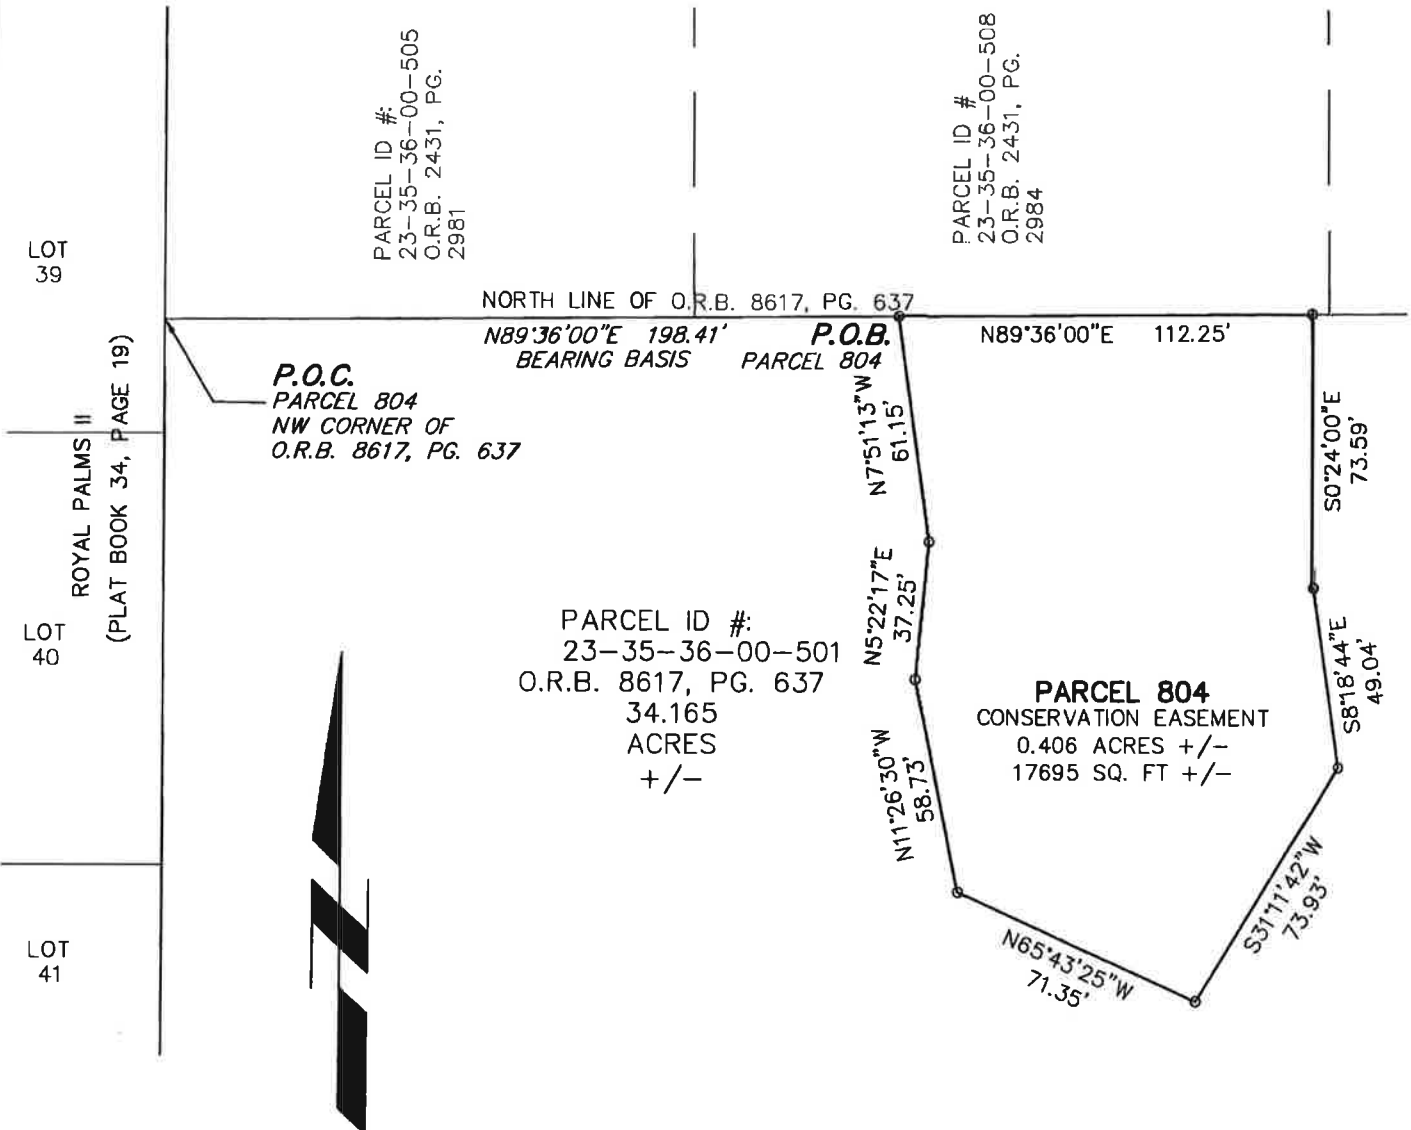 PARCEL ID #:
23-35-36-00-505
O.R.B. 2431, PG.
2981
PARCEL ID #
23-35-36-00-508
O.R.B. 2431, PG.
2984
LOT
39
NORTH LINE OF O.R.B. 8617, PG. 637
N89°36'00"E 198.41'
BEARING BASIS
P.O.B.
PARCEL 804
N89°36'00"E 112.25'
P.O.C.
PARCEL 804
NW CORNER OF
O.R.B. 8617, PG. 637
ROYAL PALMS II
(PLAT BOOK 34, PAGE 19)
N7°51'13"W
61.15'
S0°24'00"E
73.59'
N5°22'17"E
37.25'
LOT
40
PARCEL ID #:
23-35-36-00-501
O.R.B. 8617, PG. 637
34.165
ACRES
+/-
S8°18'44"E
49.04'
PARCEL 804
CONSERVATION EASEMENT
0.406 ACRES +/-
17695 SQ. FT +/-
N11°26'30"W
58.73'
S31°11'42"W
73.93'
N65°43'25"W
71.35'
LOT
41